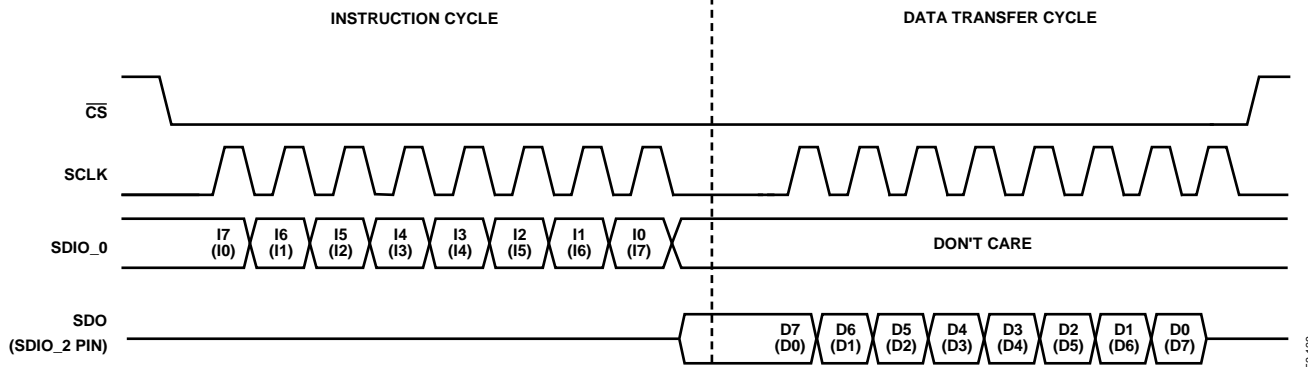 INSTRUCTION CYCLE
DATA TRANSFER CYCLE
CS
SCLK
SDIO_0
I7 I6 I5 I4 I3 I2 I1 I0
(I0) (I1) (I2) (I3) (I4) (I5) (I6) (I7)
DON'T CARE
SDO
(SDIO_2 PIN)
D7 D6 D5 D4 D3 D2 D1 D0
(D0) (D1) (D2) (D3) (D4) (D5) (D6) (D7)